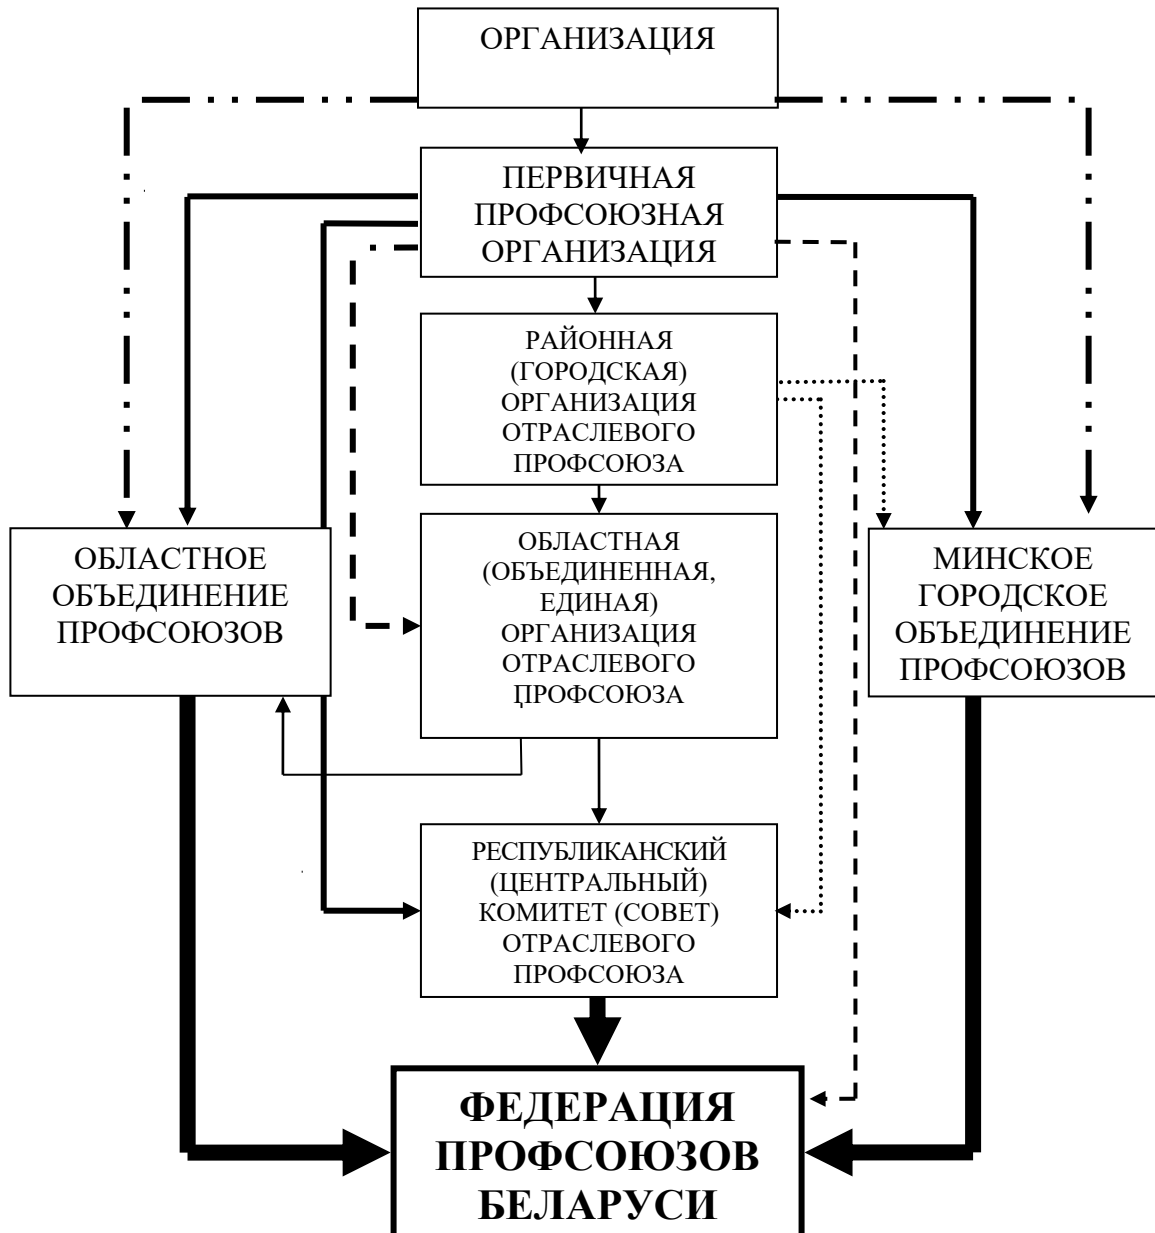 ОРГАНИЗАЦИЯ
ПЕРВИЧНАЯ
ПРОФСОЮЗНАЯ
ОРГАНИЗАЦИЯ
РАЙОННАЯ
(ГОРОДСКАЯ)
ОРГАНИЗАЦИЯ
ОТРАСЛЕВОГО
ПРОФСОЮЗА
ОБЛАСТНОЕ
ОБЪЕДИНЕНИЕ
ПРОФСОЮЗОВ
ОБЛАСТНАЯ
(ОБЪЕДИНЕННАЯ,
ЕДИНАЯ)
ОРГАНИЗАЦИЯ
ОТРАСЛЕВОГО
ПРОФСОЮЗА
МИНСКОЕ
ГОРОДСКОЕ
ОБЪЕДИНЕНИЕ
ПРОФСОЮЗОВ
РЕСПУБЛИКАНСКИЙ
(ЦЕНТРАЛЬНЫЙ)
КОМИТЕТ (СОВЕТ)
ОТРАСЛЕВОГО
ПРОФСОЮЗА
ФЕДЕРАЦИЯ
ПРОФСОЮЗОВ
БЕЛАРУСИ